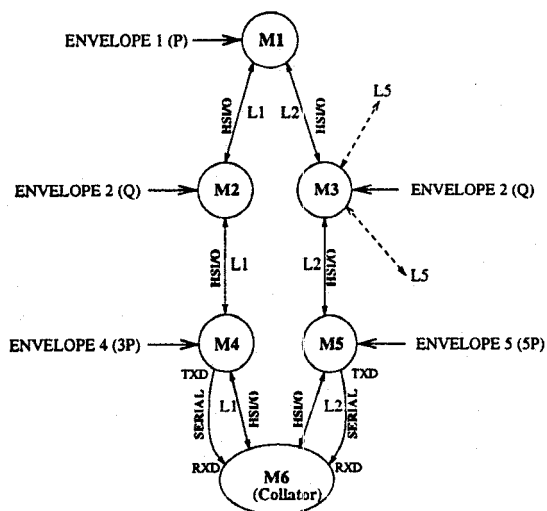 ENVELOPE 1 (P)
M1
L5
HSI/O
L1
L2
HSI/O
ENVELOPE 2 (Q)
M2
M3
ENVELOPE 2 (Q)
HSI/O
L1
L2
HSI/O
L5
ENVELOPE 4 (3P)
M4
M5
ENVELOPE 5 (5P)
TXD
TXD
SERIAL
L1
HSI/O
HSI/O
L2
SERIAL
RXD
M6
RXD
(Collator)